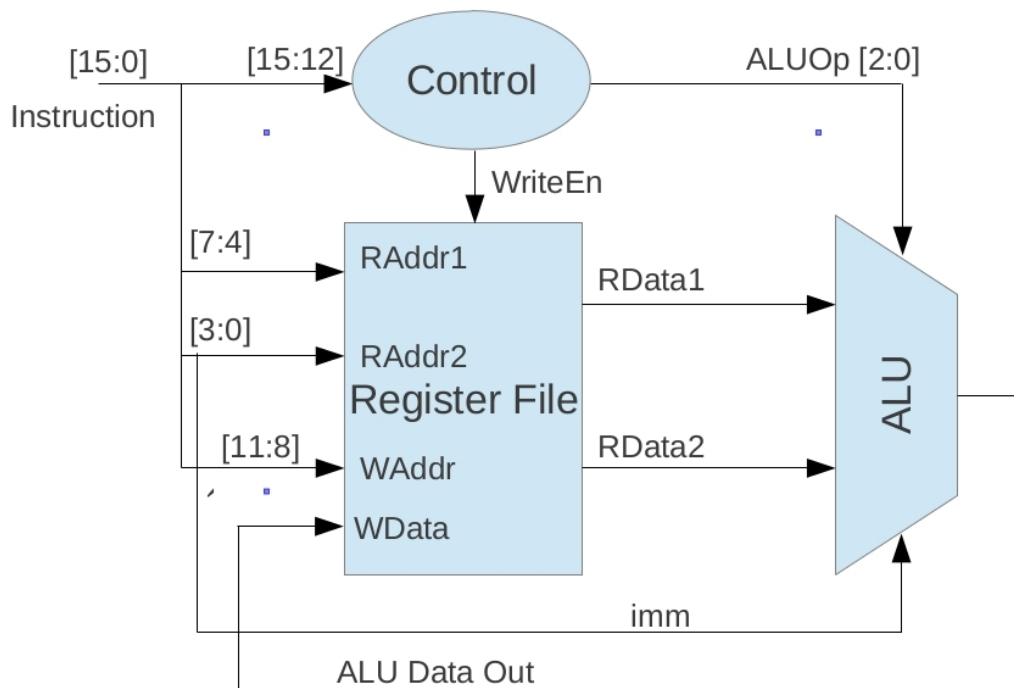 [15:0]
[15:12]
Control
ALUOp [2:0]
Instruction
WriteEn
[7:4]
RAddr1
RData1
[3:0]
RAddr2
Register File
ALU
[11:8]
WAddr
RData2
WData
imm
ALU Data Out